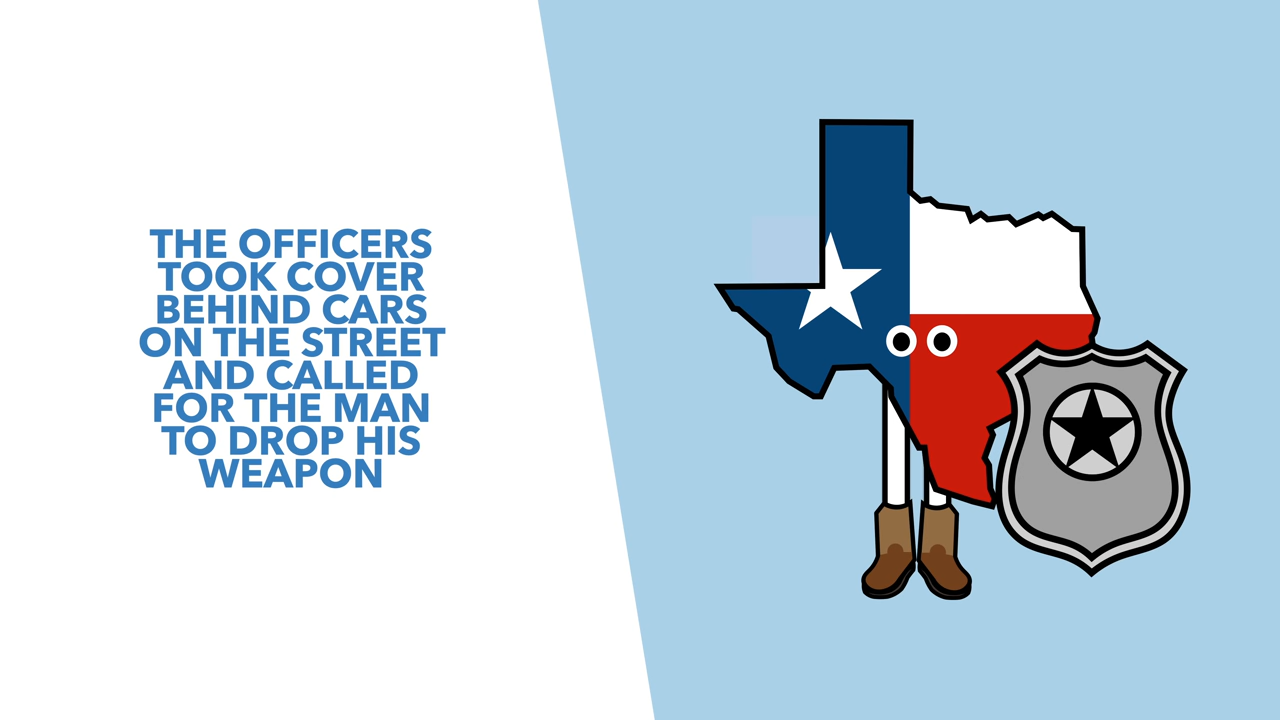 THE OFFICERS
TOOK COVER
BEHIND CARS
ON THE STREET
AND CALLED
FOR THE MAN
TO DROP HIS
WEAPON